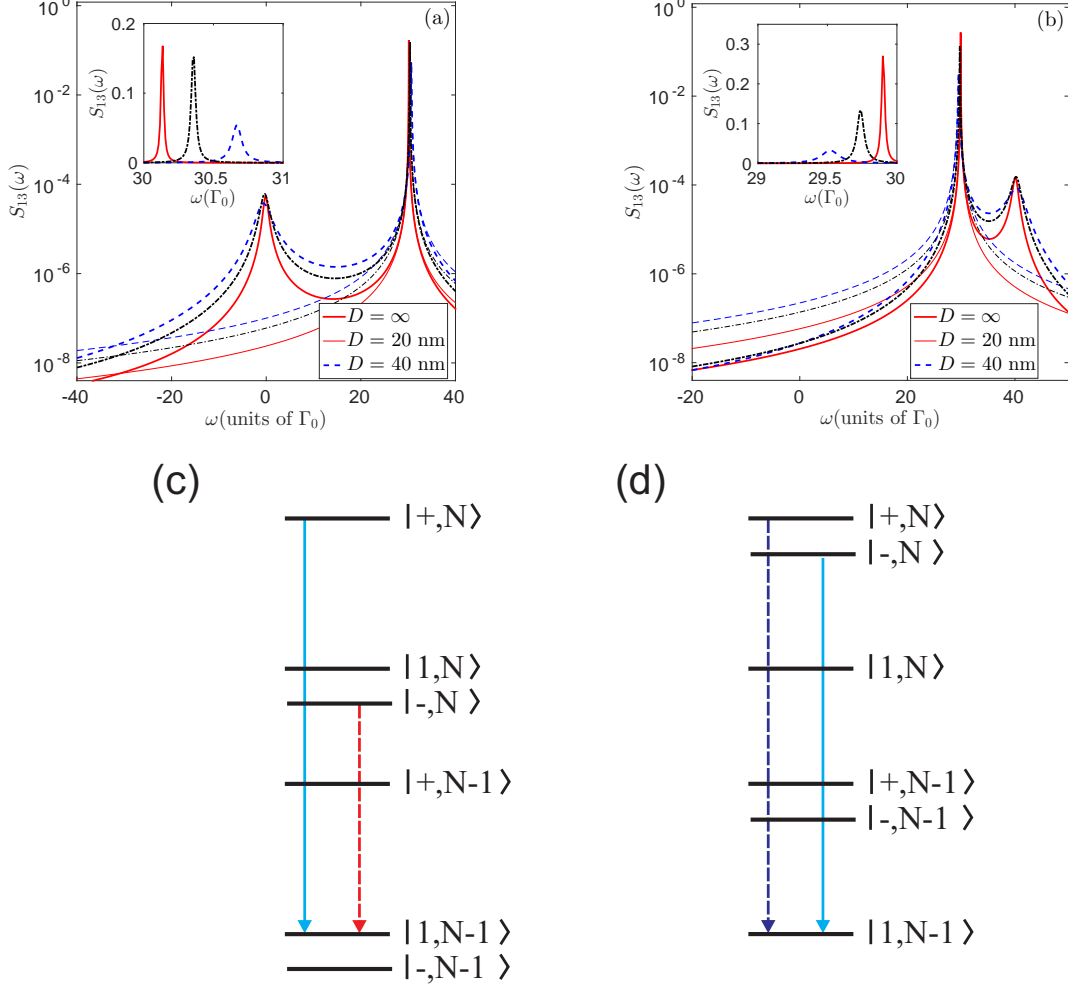 (a)
10^0
10^-2
10^-4
10^-6
10^-8
S_13(ω)
-40 -20 0 20 40
ω(units of Γ_0)
0.2
0.1
0
S_13(ω)
30 30.5 31
ω(Γ_0)
D = ∞
D = 20 nm
D = 40 nm
(b)
10^0
10^-2
10^-4
10^-6
10^-8
S_13(ω)
-20 0 20 40
ω(units of Γ_0)
0.3
0.2
0.1
0
S_13(ω)
29 29.5 30
ω(Γ_0)
D = ∞
D = 20 nm
D = 40 nm
(c)
|+,N⟩
|1,N⟩
|-,N⟩
|+,N-1⟩
|1,N-1⟩
|-,N-1⟩
(d)
|+,N⟩
|-,N⟩
|1,N⟩
|+,N-1⟩
|-,N-1⟩
|1,N-1⟩